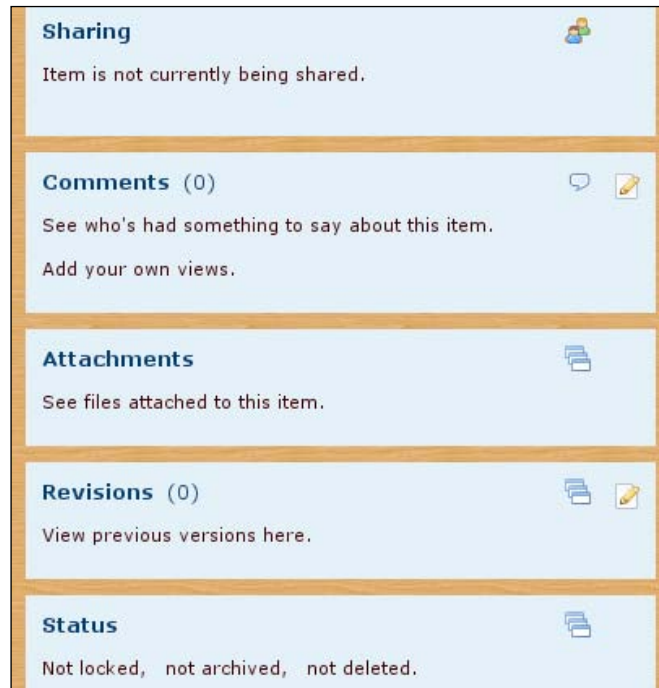 Sharing
Item is not currently being shared.
Comments (0)
See who's had something to say about this item.
Add your own views.
Attachments
See files attached to this item.
Revisions (0)
View previous versions here.
Status
Not locked, not archived, not deleted.